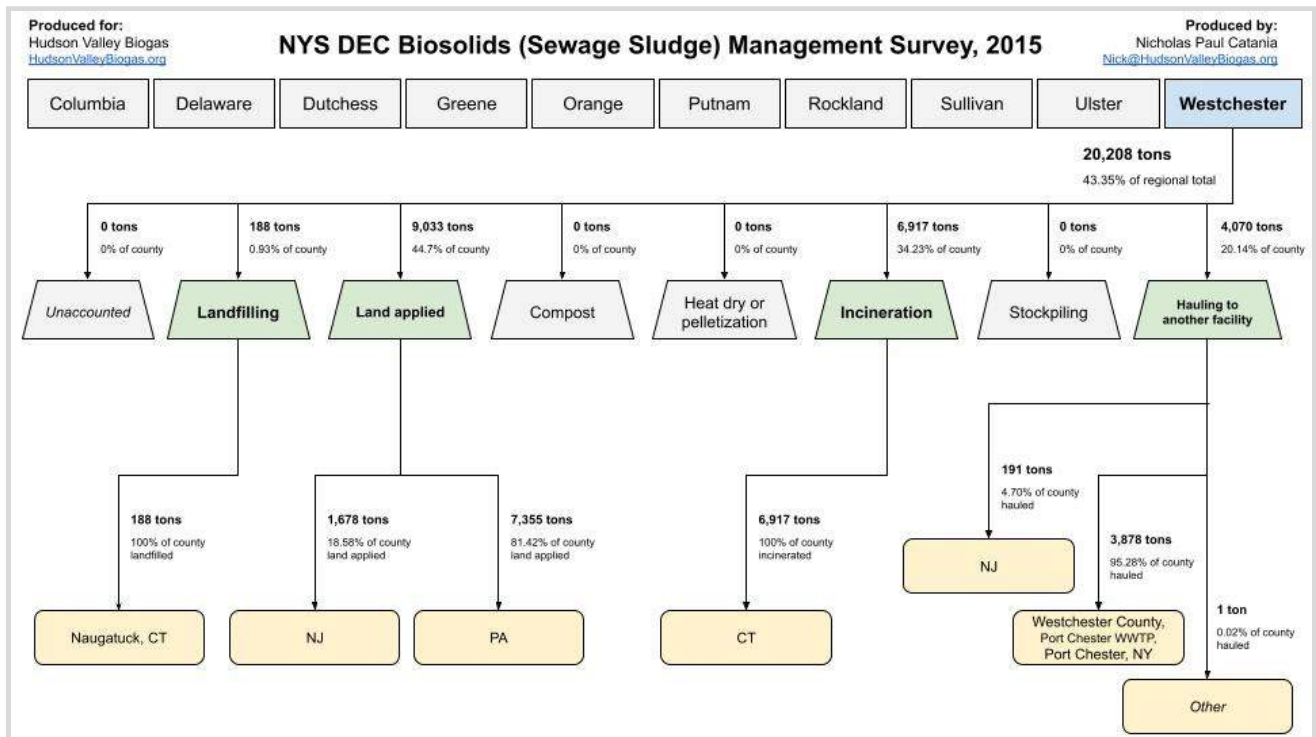 Produced for:
Hudson Valley Biogas
HudsonValleyBiogas.org
NYS DEC Biosolids (Sewage Sludge) Management Survey, 2015
Produced by:
Nicholas Paul Catania
Nick@HudsonValleyBiogas.org
Columbia
Delaware
Dutchess
Greene
Orange
Putnam
Rockland
Sullivan
Ulster
Westchester
20,208 tons
43.35% of regional total
0 tons
0% of county
188 tons
0.93% of county
9,033 tons
44.7% of county
0 tons
0% of county
0 tons
0% of county
6,917 tons
34.23% of county
0 tons
0% of county
4,070 tons
20.14% of county
Unaccounted
Landfilling
Land applied
Compost
Heat dry or
pelletization
Incineration
Stockpiling
Hauling to
another facility
188 tons
100% of county
landfilled
1,678 tons
18.58% of county
land applied
7,355 tons
81.42% of county
land applied
6,917 tons
100% of county
incinerated
191 tons
4.70% of county
hauled
3,878 tons
95.28% of county
hauled
1 ton
0.02% of county
hauled
Naugatuck, CT
NJ
PA
CT
NJ
Westchester County,
Port Chester WWTP,
Port Chester, NY
Other